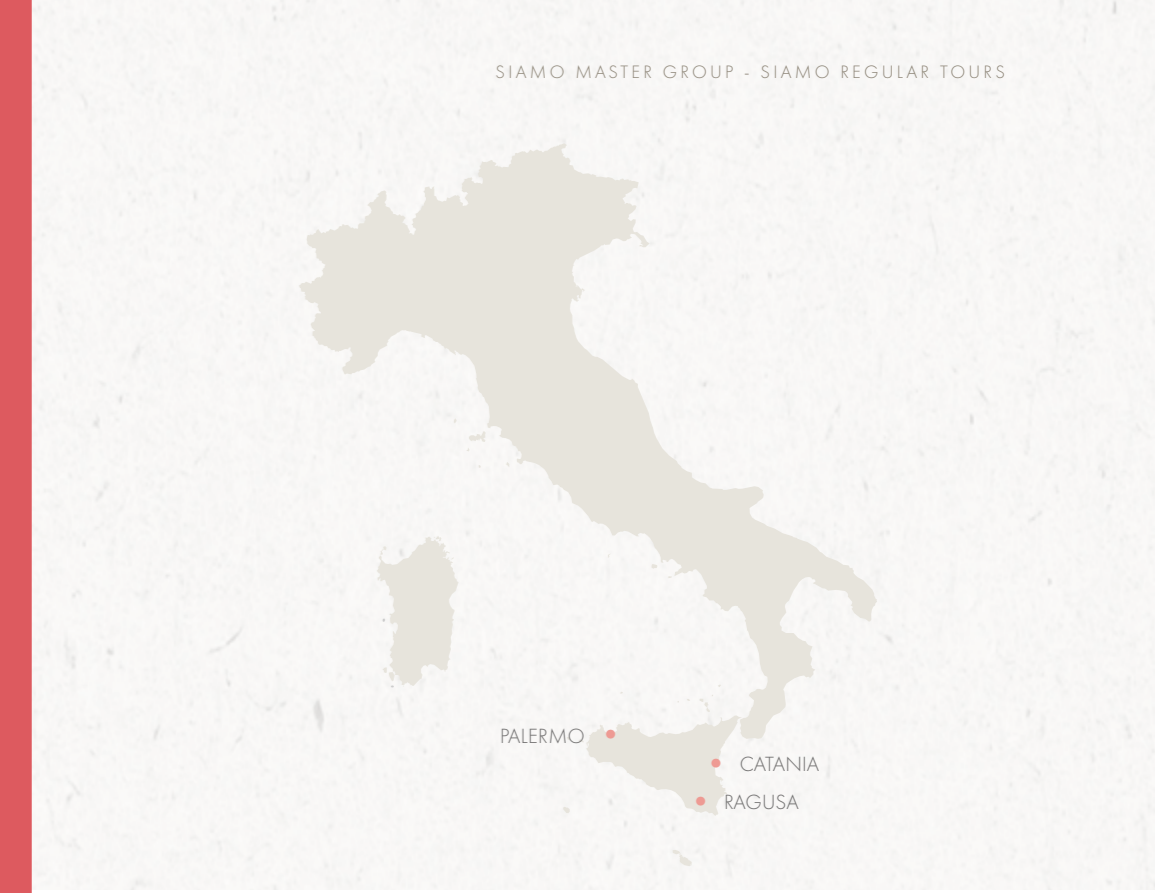 SIAMO MASTER GROUP - SIAMO REGULAR TOURS
PALERMO
CATANIA
RAGUSA